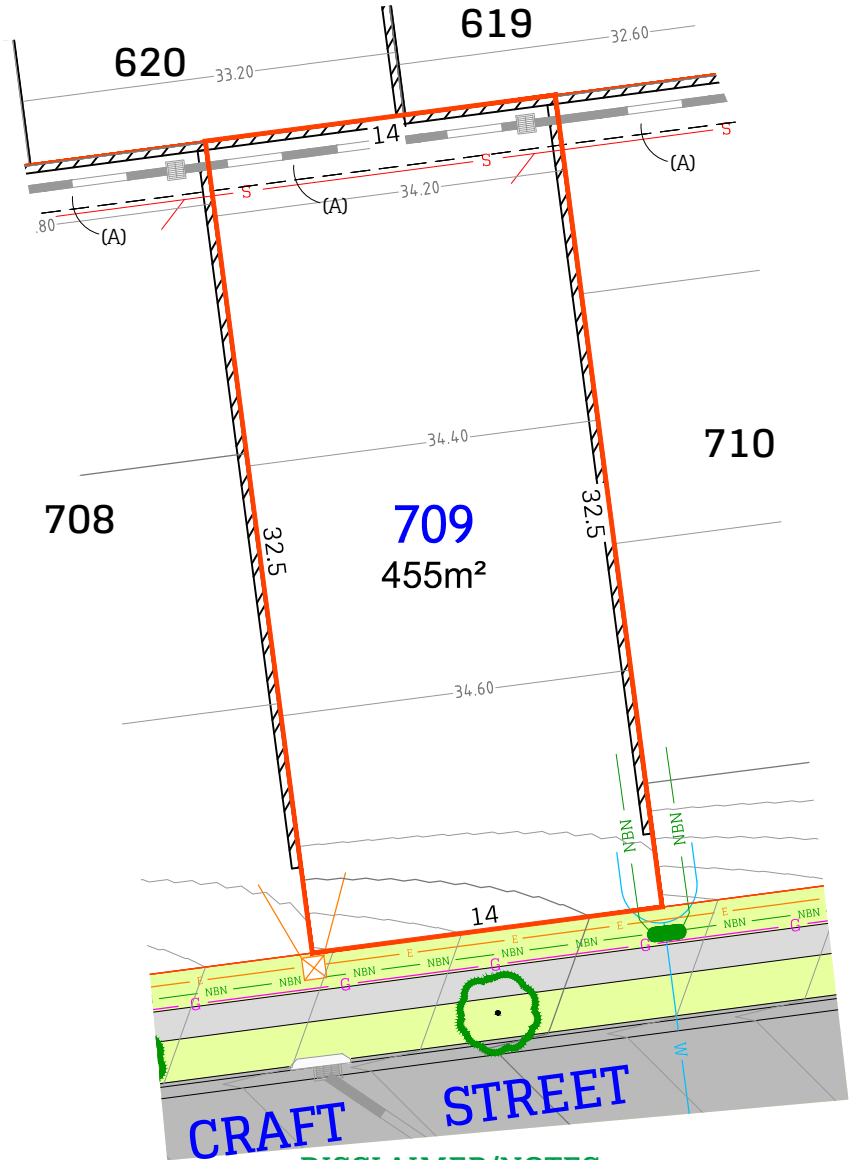 619
620
32.60
33.20
14
S
S
S
(A)
(A)
(A)
34.20
.80
34.40
710
708
709
32.5
32.5
455m²
34.60
NBN
NBN
14
E
E
E
E
NBN
NBN
NBN
NBN
NBN
NBN
G
G
G
G
W
CRAFT STREET